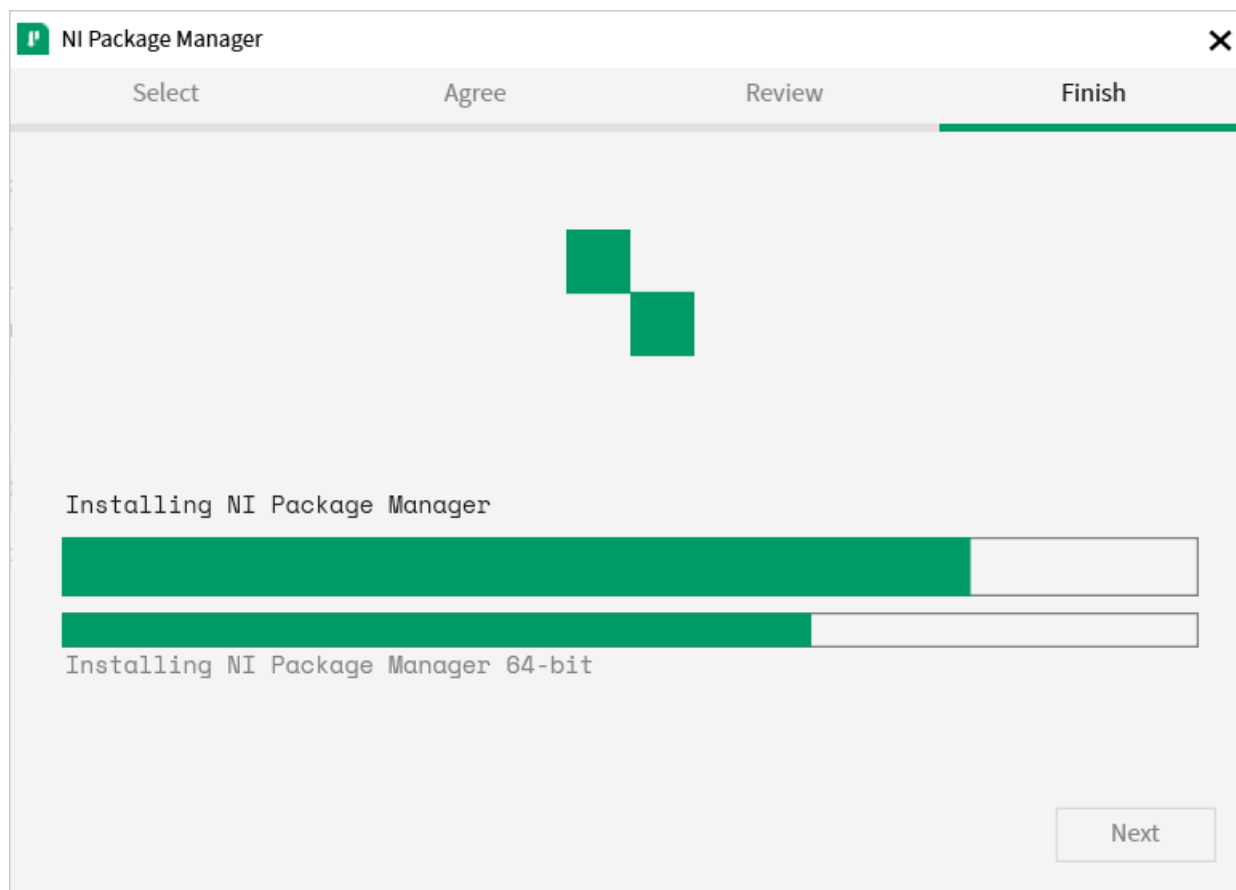 NI Package Manager
Select
Agree
Review
Finish
Installing NI Package Manager
Installing NI Package Manager 64-bit
Next